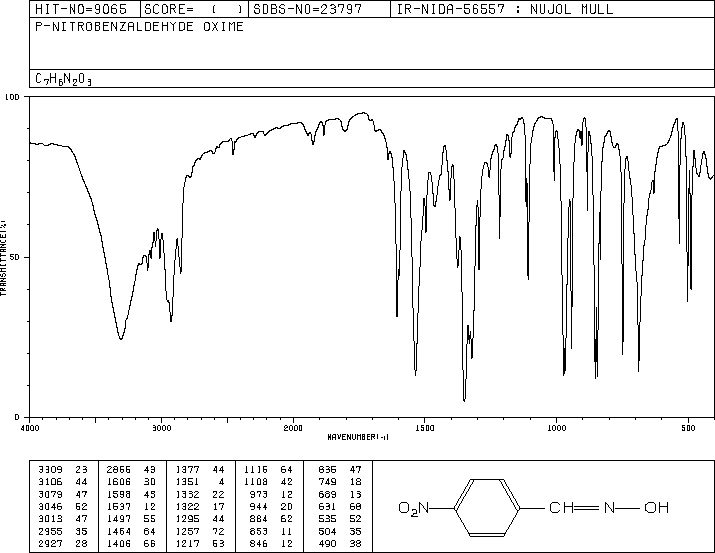 HIT-NO=9065 SCORE= ( ) SDBS-NO=23797 IR-NIDA-56557 : NUJOL MULL
P-NITROBENZALDEHYDE OXIME
C7H6N2O3
100
50
0
TRANSMITTANCE(%)
4000 3000 2000 1500 1000 500
WAVENUMBER(-1)
3309 23 2866 49 1377 44 1116 64 836 47
3106 44 1606 30 1351 4 1108 42 749 18
3079 47 1598 43 1332 22 973 12 689 13
3046 52 1537 12 1322 17 944 20 631 68
3013 47 1497 55 1295 44 884 62 535 52
2955 35 1464 64 1257 72 853 11 504 35
2927 28 1406 66 1217 53 846 12 490 38
O2N CH N OH